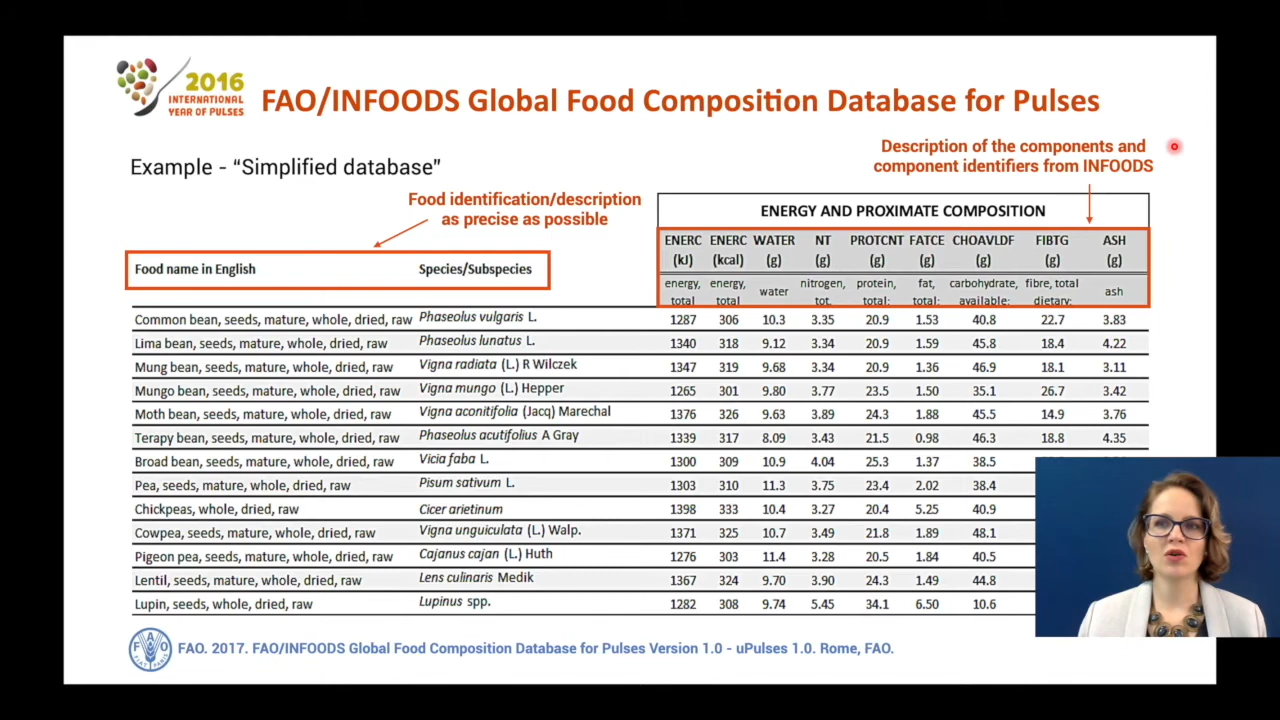 2016
INTERNATIONAL
YEAR OF PULSES
FAO/INFOODS Global Food Composition Database for Pulses
Example - “Simplified database”
Description of the components and
component identifiers from INFOODS
Food identification/description
as precise as possible
ENERGY AND PROXIMATE COMPOSITION
Food name in English Species/Subspecies
ENERC ENERC WATER NT PROTCNT FATCE CHOAVLDF FIBTG ASH
(kJ) (kcal) (g) (g) (g) (g) (g) (g) (g)
energy, energy, water nitrogen, protein, fat, carbohydrate, fibre, total ash
total total tot. total: total: available: dietary:
Common bean, seeds, mature, whole, dried, raw Phaseolus vulgaris L. 1287 306 10.3 3.35 20.9 1.53 40.8 22.7 3.83
Lima bean, seeds, mature, whole, dried, raw Phaseolus lunatus L. 1340 318 9.12 3.34 20.9 1.59 45.8 18.4 4.22
Mung bean, seeds, mature, whole, dried, raw Vigna radiata (L.) R Wilczek 1347 319 9.68 3.34 20.9 1.36 46.9 18.1 3.11
Mungo bean, seeds, mature, whole, dried, raw Vigna mungo (L.) Hepper 1265 301 9.80 3.77 23.5 1.50 35.1 26.7 3.42
Moth bean, seeds, mature, whole, dried, raw Vigna aconitifolia (Jacq) Marechal 1376 326 9.63 3.89 24.3 1.88 45.5 14.9 3.76
Terapy bean, seeds, mature, whole, dried, raw Phaseolus acutifolius A Gray 1339 317 8.09 3.43 21.5 0.98 46.3 18.8 4.35
Broad bean, seeds, mature, whole, dried, raw Vicia faba L. 1300 309 10.9 4.04 25.3 1.37 38.5
Pea, seeds, mature, whole, dried, raw Pisum sativum L. 1303 310 11.3 3.75 23.4 2.02 38.4
Chickpeas, whole, dried, raw Cicer arietinum 1398 333 10.4 3.27 20.4 5.25 40.9
Cowpea, seeds, mature, whole, dried, raw Vigna unguiculata (L.) Walp. 1371 325 10.7 3.49 21.8 1.89 48.1
Pigeon pea, seeds, mature, whole, dried, raw Cajanus cajan (L.) Huth 1276 303 11.4 3.28 20.5 1.84 40.5
Lentil, seeds, mature, whole, dried, raw Lens culinaris Medik 1367 324 9.70 3.90 24.3 1.49 44.8
Lupin, seeds, whole, dried, raw Lupinus spp. 1282 308 9.74 5.45 34.1 6.50 10.6
FAO. 2017. FAO/INFOODS Global Food Composition Database for Pulses Version 1.0 - uPulses 1.0. Rome, FAO.